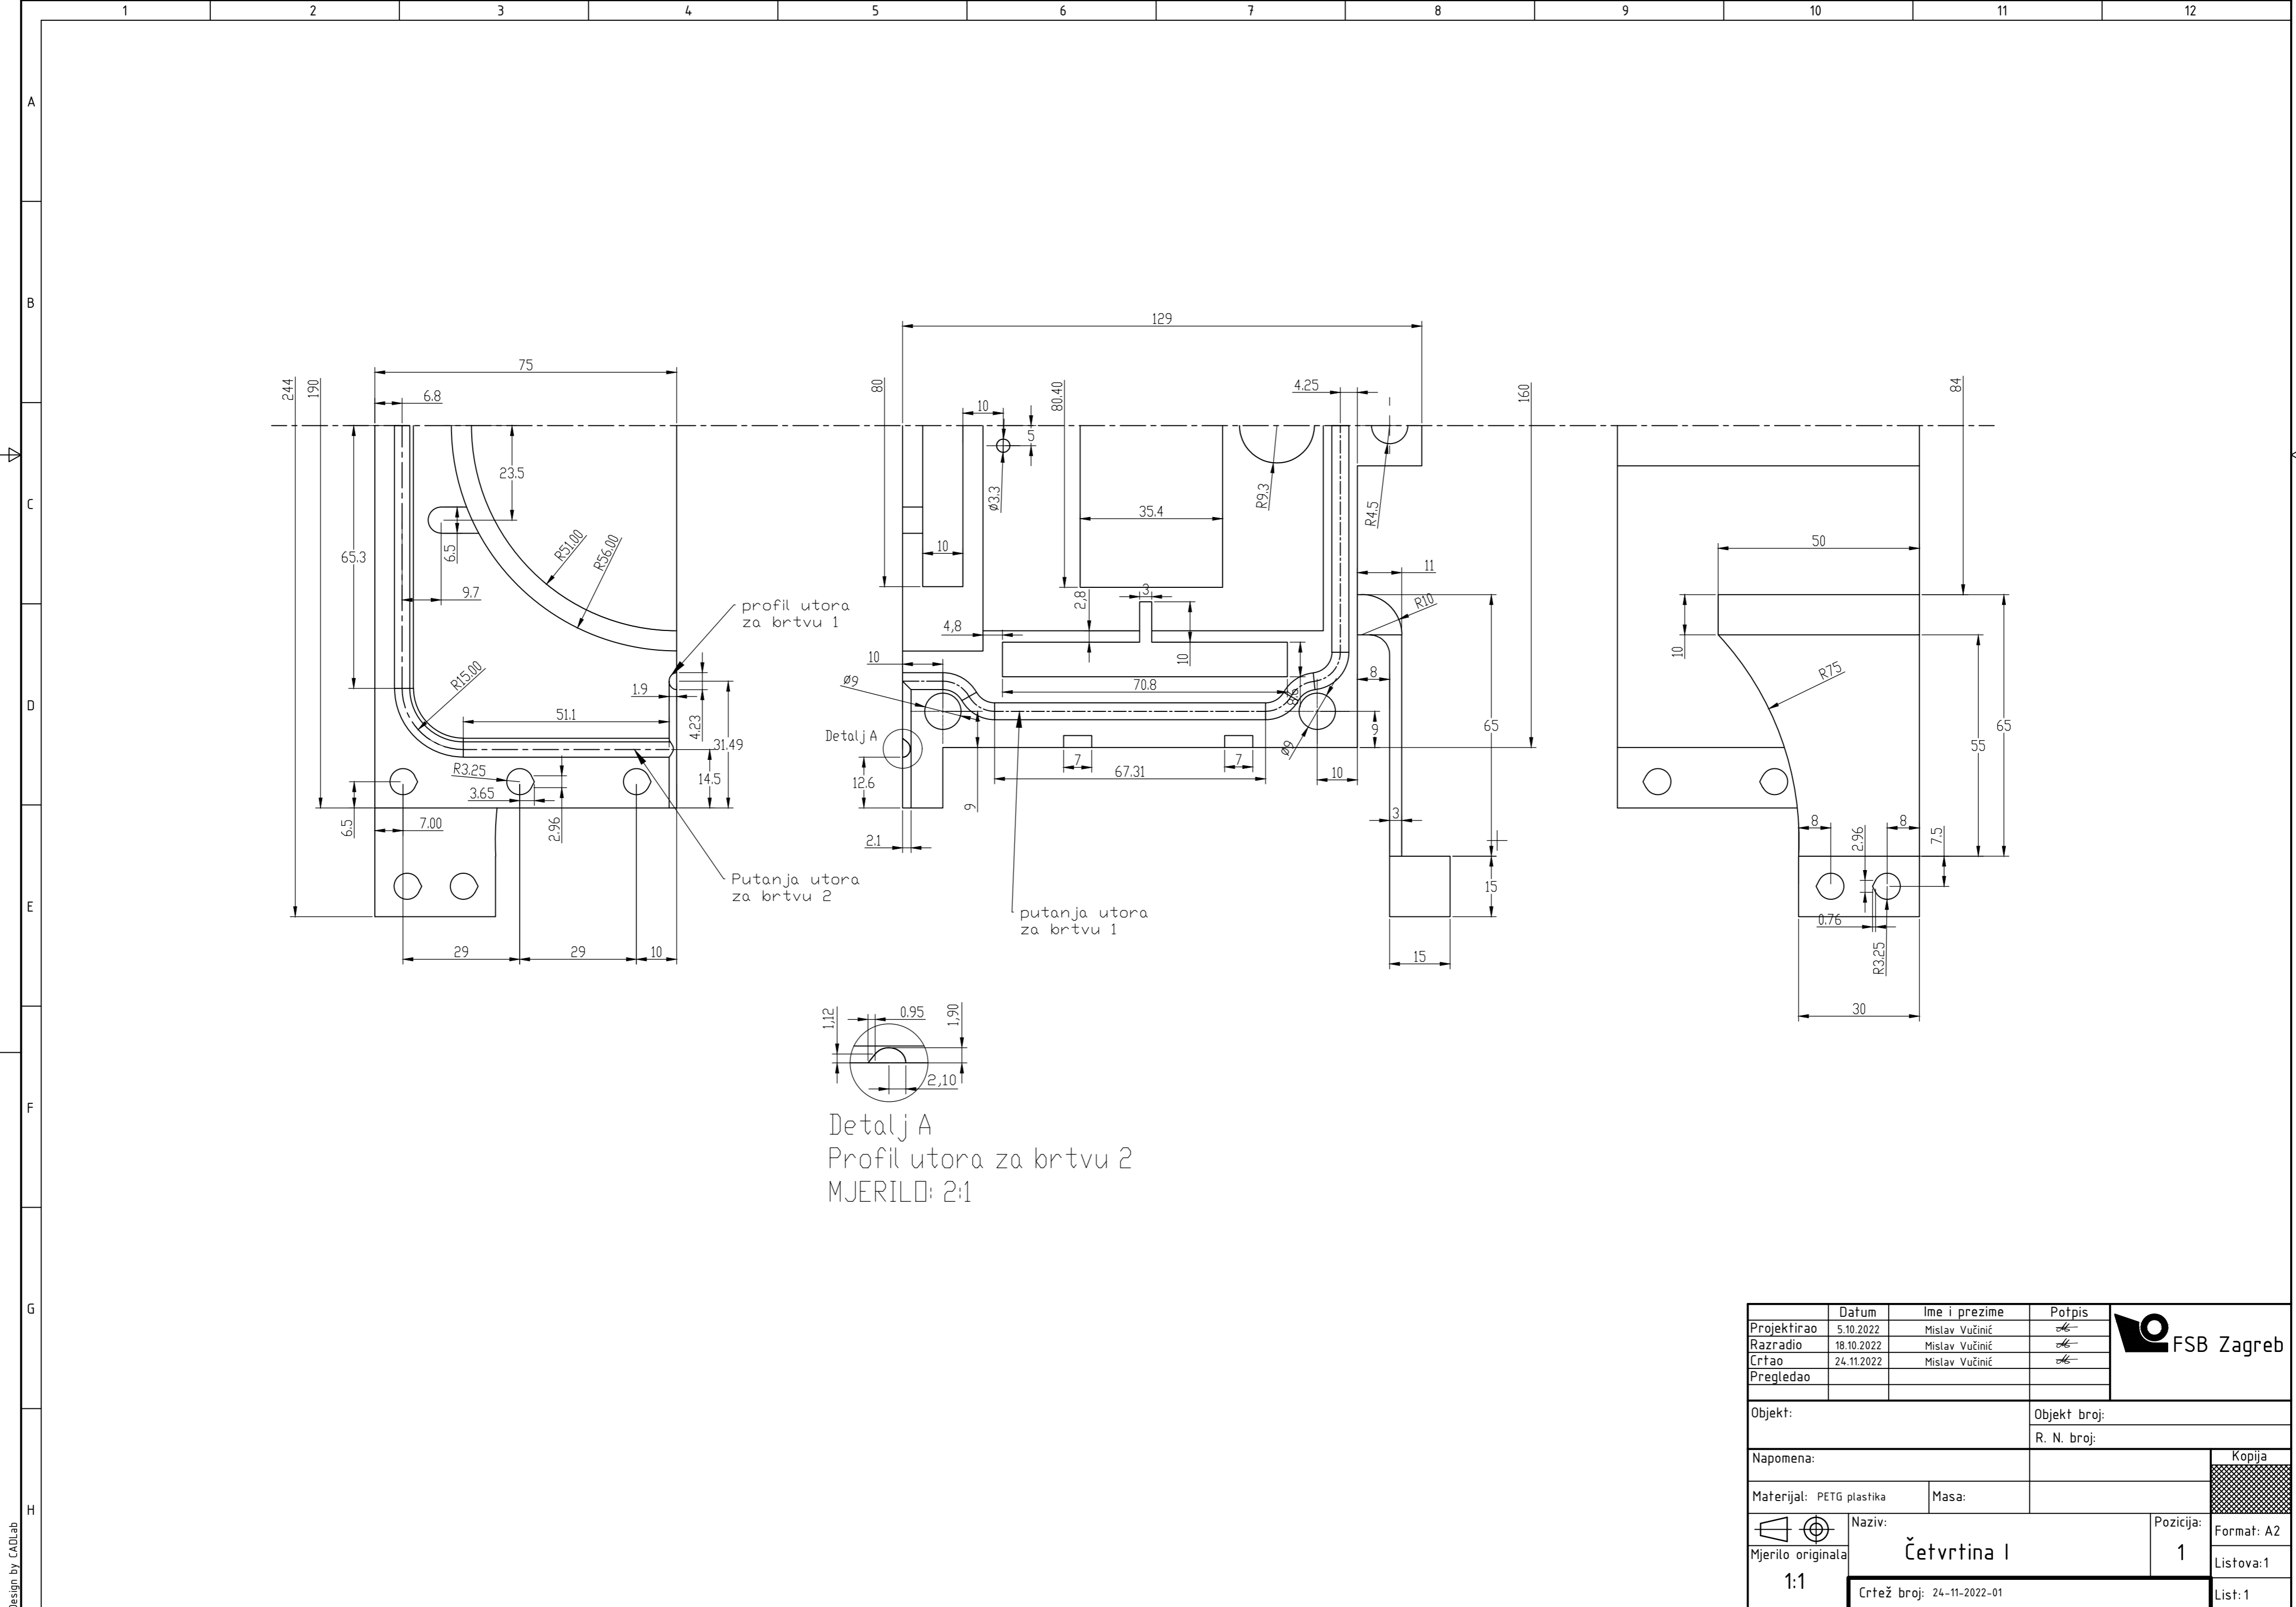 1 2 3 4 5 6 7 8 9 10 11 12
A
B
C
D
E
F
G
H
75
6.8
244
190
23.5
65.3
6.5
9.7
R51.00
R56.00
R15.00
51.1
1.9
4.23
31.49
14.5
R3.25
3.65
2.96
6.5
7.00
29
29
10
profil utora
za brtvu 1
Putanja utora
za brtvu 2
129
80
10
5
Ø3.3
80.40
4.25
160
10
35.4
R9.3
R4.5
11
R10
3
2,8
4,8
10
10
Ø9
70.8
8.8
8
65
9
Ø9
Detalj A
12.6
9
7
7
67.31
10
2.1
3
15
15
putanja utora
za brtvu 1
84
50
10
R75
55
65
8
2.96
8
7.5
0.76
R3.25
30
1,12
0.95
1,90
2,10
Detalj A
Profil utora za brtvu 2
MJERILO: 2:1
Datum Ime i prezime Potpis
Projektirao 5.10.2022 Mislav Vučinić
Razradio 18.10.2022 Mislav Vučinić
Crtao 24.11.2022 Mislav Vučinić
Pregledao
FSB Zagreb
Objekt:
Objekt broj:
R. N. broj:
Napomena:
Kopija
Materijal: PETG plastika
Masa:
Naziv:
Četvrtina I
Pozicija:
1
Format: A2
Listova:1
List: 1
Mjerilo originala
1:1
Crtež broj: 24-11-2022-01
Design by CADLab